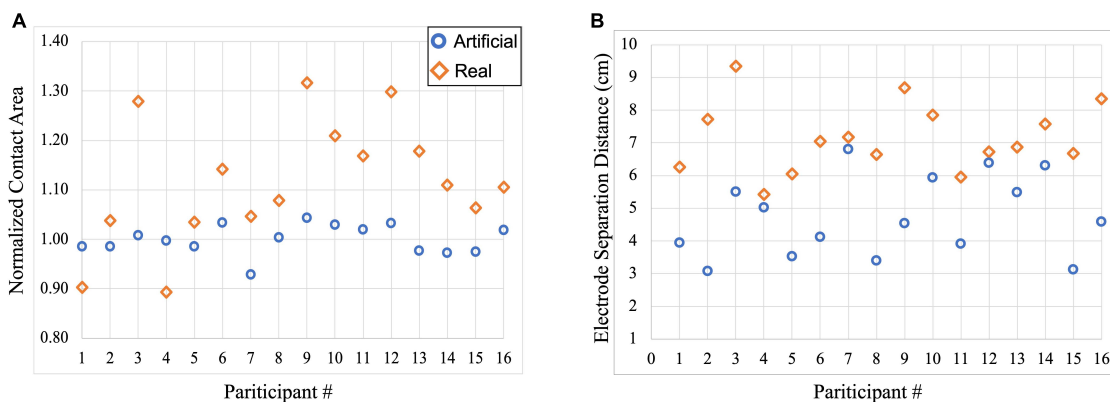 A
Normalized Contact Area
1.40
1.30
1.20
1.10
1.00
0.90
0.80
1 2 3 4 5 6 7 8 9 10 11 12 13 14 15 16
Pariticipant #
Artificial
Real
B
Electrode Separation Distance (cm)
10
9
8
7
6
5
4
3
2
1
0 1 2 3 4 5 6 7 8 9 10 11 12 13 14 15 16
Pariticipant #